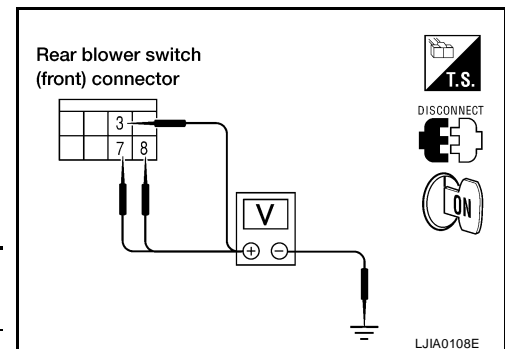 Rear blower switch
(front) connector
T.S.
DISCONNECT
3
7 8
V
ON
+ −
LJIA0108E